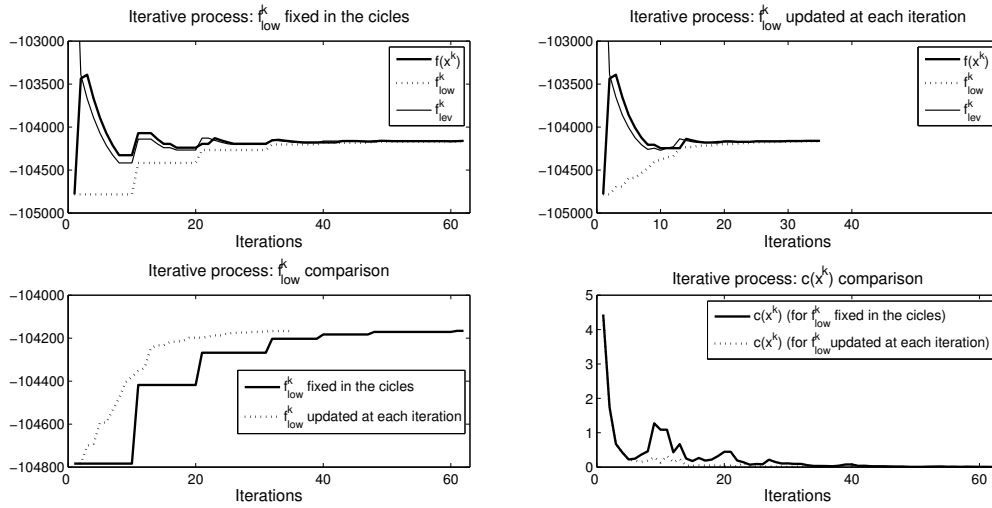 Iterative process: f^k_low fixed in the cicles
−103000
−103500
−104000
−104500
−105000
0 20 40 60
Iterations
f(x^k)
f^k_low
f^k_lev
Iterative process: f^k_low updated at each iteration
−103000
−103500
−104000
−104500
−105000
0 10 20 30 40
Iterations
f(x^k)
f^k_low
f^k_lev
Iterative process: f^k_low comparison
−104000
−104200
−104400
−104600
−104800
0 20 40 60
Iterations
f^k_low fixed in the cicles
f^k_low updated at each iteration
Iterative process: c(x^k) comparison
5
4
3
2
1
0
0 20 40 60
Iterations
c(x^k) (for f^k_low fixed in the cicles)
c(x^k) (for f^k_low updated at each iteration)